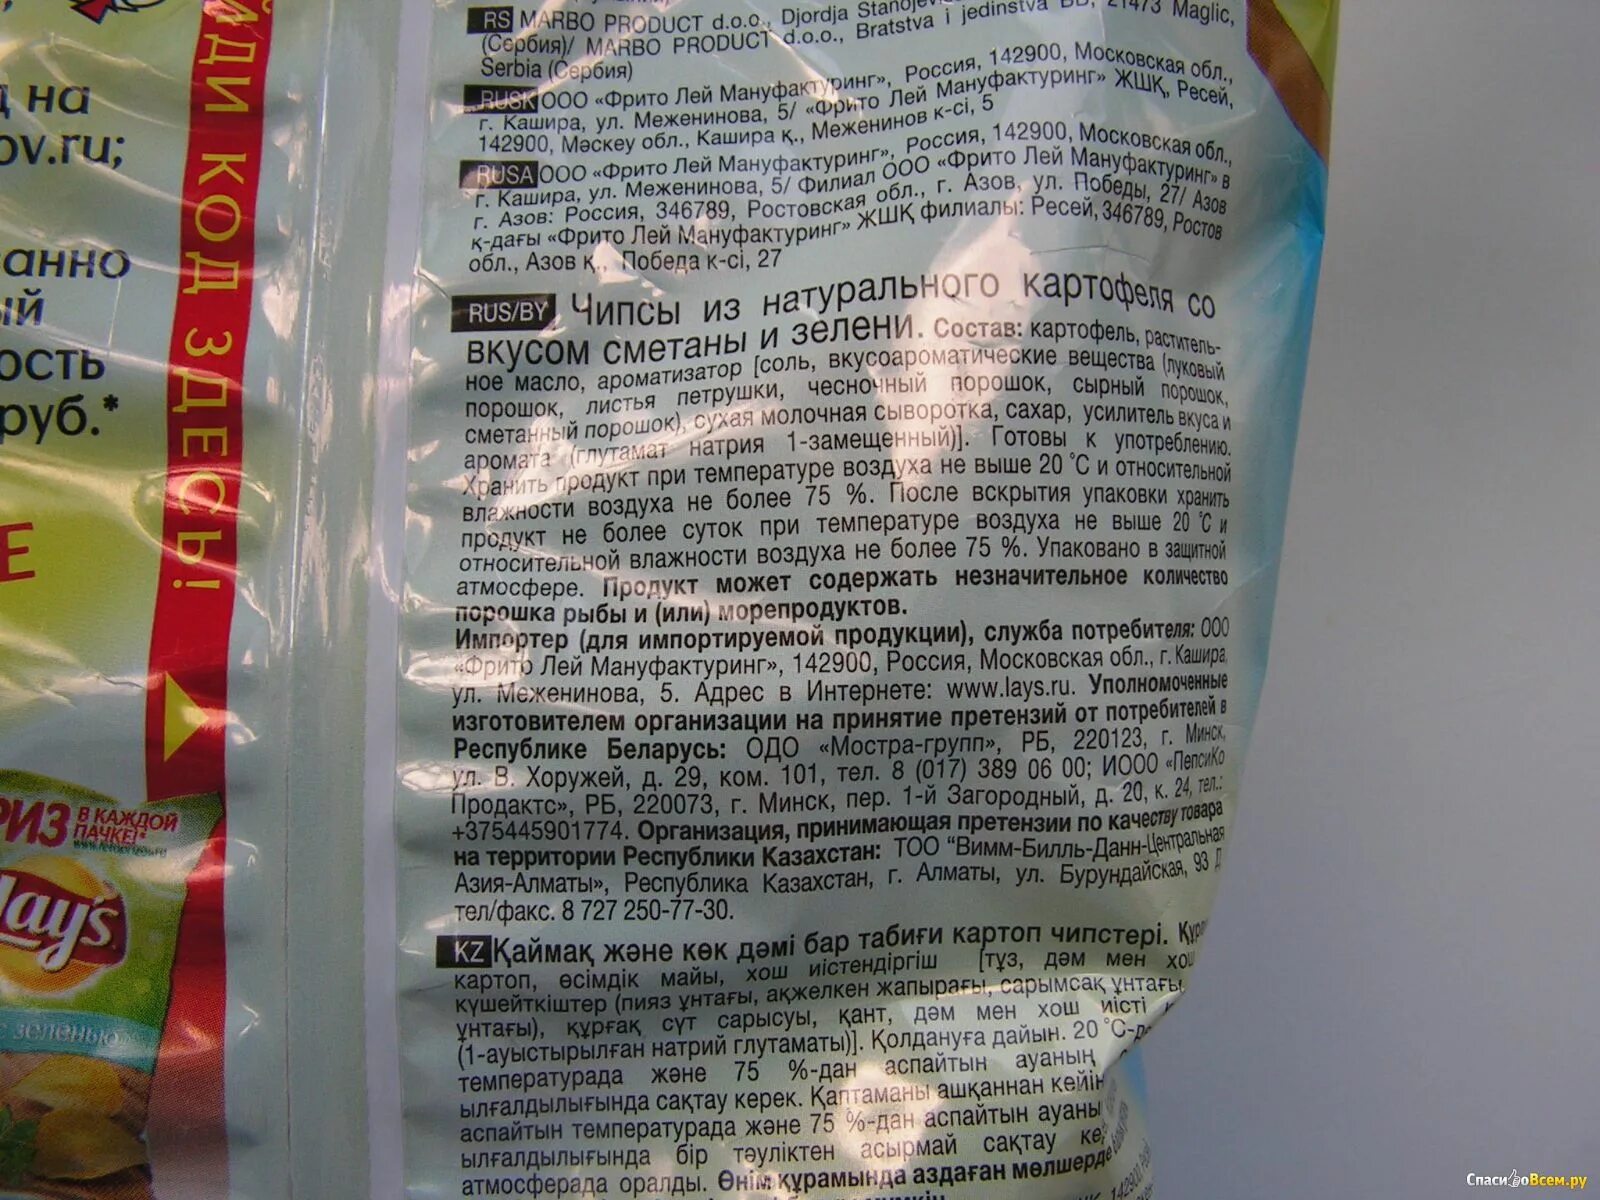 RS MARBO PRODUCT d.o.o., Djordja
(Сербия)/ MARBO PRODUCT d.o.o., Bratstva i jedinstva 21473 Maglic,
Serbia (Сербия)
RUSK ООО «Фрито Лей Мануфактуринг», Россия, 142900, Московская обл.,
г. Кашира, ул. Меженинова, 5/ «Фрито Лей Мануфактуринг» ЖШҚ, Ресей,
142900, Мәскеу обл., Кашира қ., Меженинов к-сі, 5
RUSA ООО «Фрито Лей Мануфактуринг», Россия, 142900, Московская обл.,
г. Кашира, ул. Меженинова, 5/ Филиал ООО «Фрито Лей Мануфактуринг» в
г. Азов: Россия, 346789, Ростовская обл., г. Азов, ул. Победы, 27/ Азов
қ-дағы «Фрито Лей Мануфактуринг» ЖШҚ филиалы: Ресей, 346789, Ростов
обл., Азов қ., Победа к-сі, 27
RUS/BY Чипсы из натурального картофеля со
вкусом сметаны и зелени. Состав: картофель, раститель-
ное масло, ароматизатор [соль, вкусоароматические вещества (луковый
порошок, листья петрушки, чесночный порошок, сырный порошок,
сметанный порошок), сухая молочная сыворотка, сахар, усилитель вкуса и
аромата (глутамат натрия 1-замещенный)]. Готовы к употреблению.
Хранить продукт при температуре воздуха не выше 20 °С и относительной
влажности воздуха не более 75 %. После вскрытия упаковки хранить
продукт не более суток при температуре воздуха не выше 20 °С и
относительной влажности воздуха не более 75 %. Упаковано в защитной
атмосфере. Продукт может содержать незначительное количество
порошка рыбы и (или) морепродуктов.
Импортер (для импортируемой продукции), служба потребителя: ООО
«Фрито Лей Мануфактуринг», 142900, Россия, Московская обл., г. Кашира,
ул. Меженинова, 5. Адрес в Интернете: www.lays.ru. Уполномоченные
изготовителем организации на принятие претензий от потребителей в
Республике Беларусь: ОДО «Мостра-групп», РБ, 220123, г. Минск,
ул. В. Хоружей, д. 29, ком. 101, тел. 8 (017) 389 06 00; ИООО «ПепсиКо
Продактс», РБ, 220073, г. Минск, пер. 1-й Загородный, д. 20, к. 24, тел.:
+375445901774. Организация, принимающая претензии по качеству товара
на территории Республики Казахстан: ТОО "Вимм-Билль-Данн-Центральная
Азия-Алматы», Республика Казахстан, г. Алматы, ул. Бурундайская, 93 Д
тел/факс. 8 727 250-77-30.
KZ Қаймақ және көк дәмі бар табиғи картоп чипстері.
картоп, өсімдік майы, хош иістендіргіш [тұз, дәм мен хош
күшейткіштер (пияз ұнтағы, ақжелкен жапырағы, сарымсақ ұнтағы,
ұнтағы), құрғақ сүт сарысуы, қант, дәм мен хош иісті
(1-ауыстырылған натрий глутаматы)]. Қолдануға дайын. 20 °С-
температурада және 75 %-дан аспайтын ауаның
ылғалдылығында сақтау керек. Қаптаманы ашқаннан кейін
аспайтын температурада және 75 %-дан аспайтын ауаның
ылғалдылығында бір тәуліктен асырмай сақтау
атмосферада оралды. Өнім құрамында аздаған мөлшерде
ЙДИ КОД ЗДЕСЬ!
д на
ov.ru;
ванно
ый
ость
руб.*
Е
РИЗ В КАЖДОЙ
ПАЧКЕ!*
Lay's
с зеленью
СпасибоВсем.ру